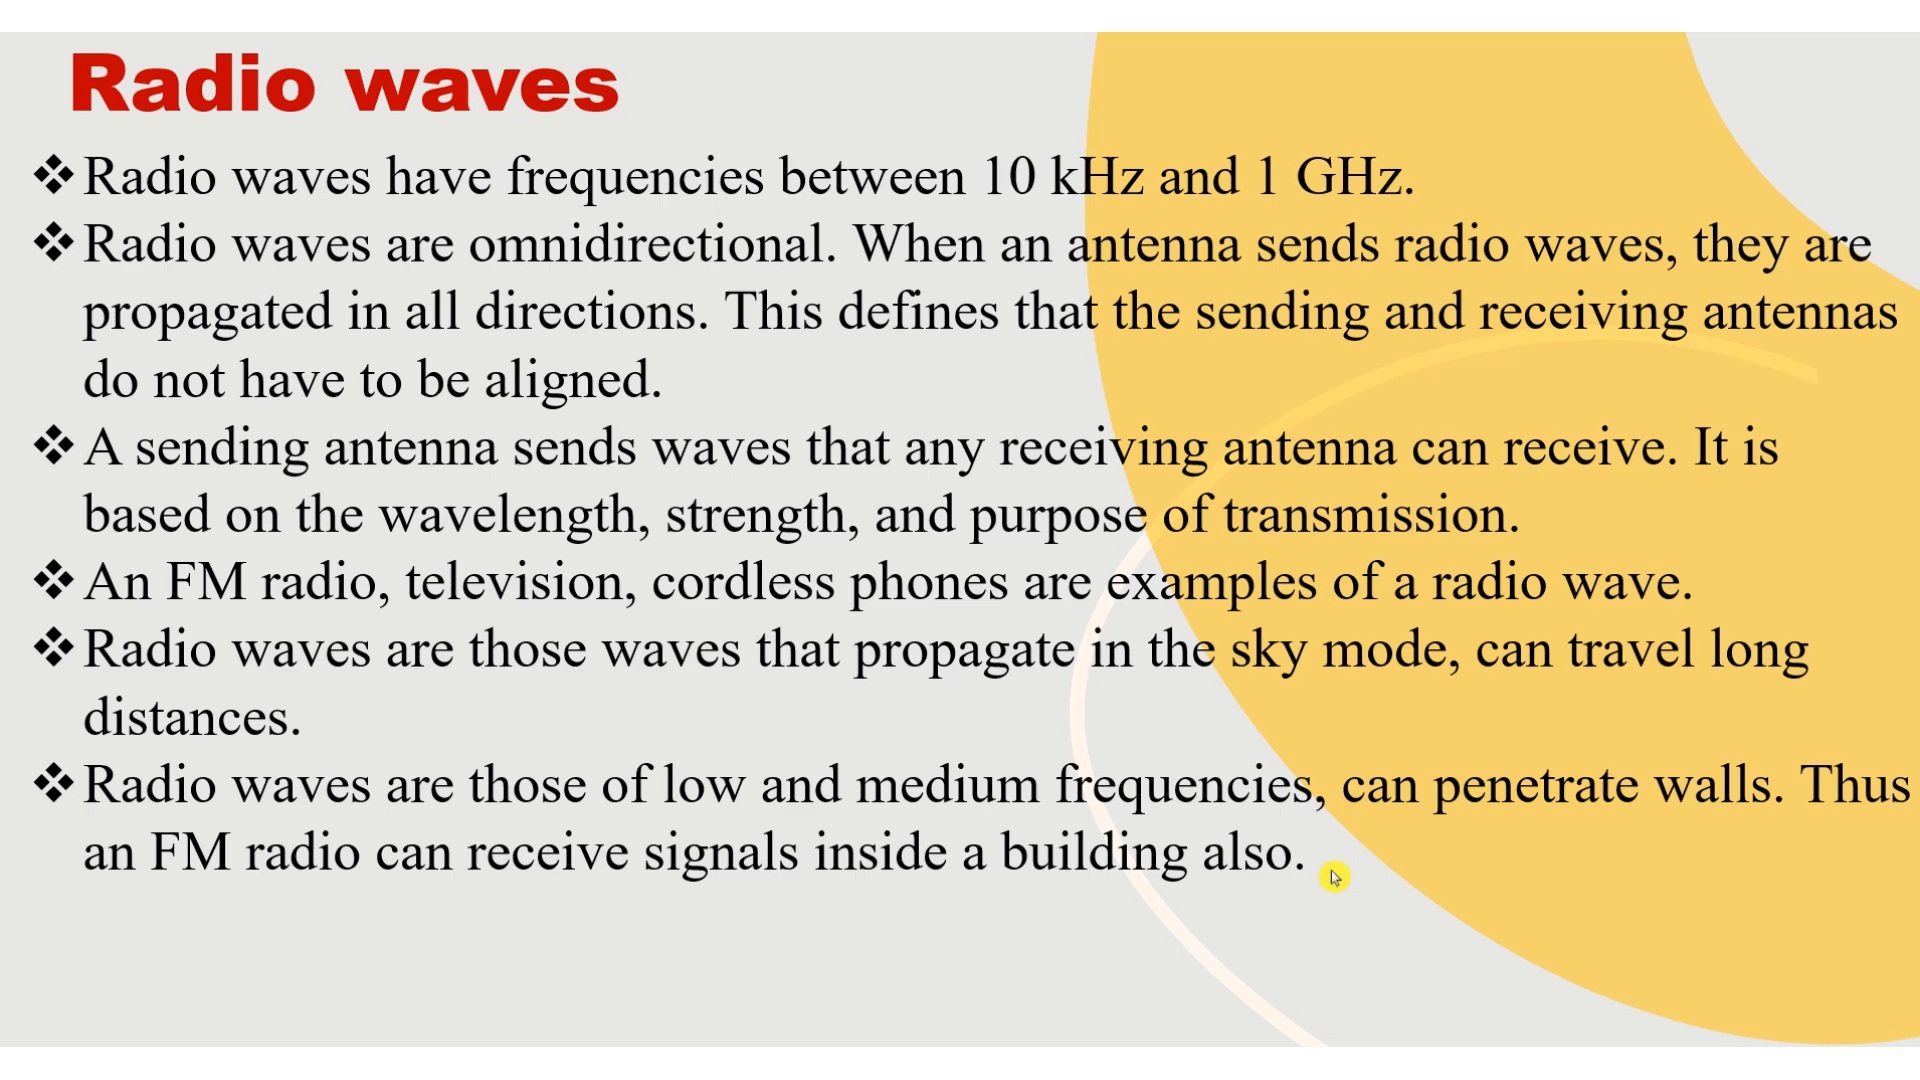 Radio waves
❖Radio waves have frequencies between 10 kHz and 1 GHz.
❖Radio waves are omnidirectional. When an antenna sends radio waves, they are
propagated in all directions. This defines that the sending and receiving antennas
do not have to be aligned.
❖A sending antenna sends waves that any receiving antenna can receive. It is
based on the wavelength, strength, and purpose of transmission.
❖An FM radio, television, cordless phones are examples of a radio wave.
❖Radio waves are those waves that propagate in the sky mode, can travel long
distances.
❖Radio waves are those of low and medium frequencies, can penetrate walls. Thus
an FM radio can receive signals inside a building also.